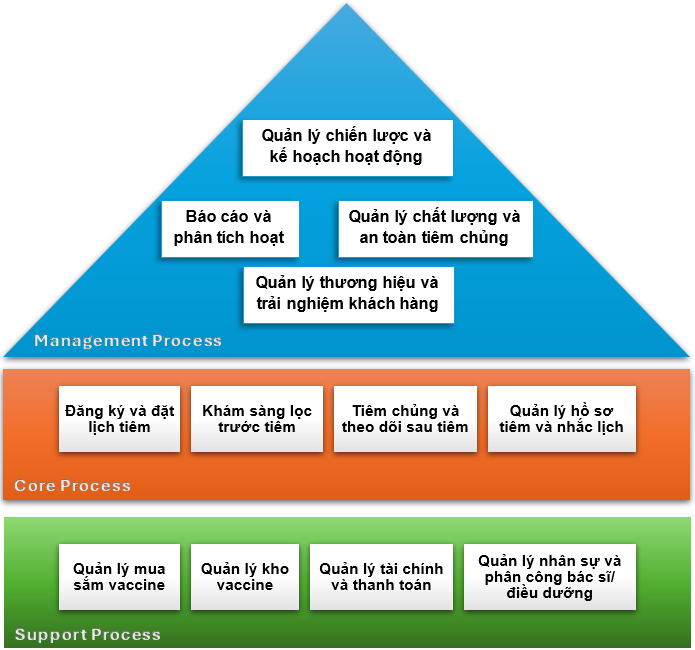 Quản lý chiến lược và
kế hoạch hoạt động
Báo cáo và
phân tích hoạt
Quản lý chất lượng và
an toàn tiêm chủng
Quản lý thương hiệu và
trải nghiệm khách hàng
Management Process
Đăng ký và đặt
lịch tiêm
Khám sàng lọc
trước tiêm
Tiêm chủng và
theo dõi sau tiêm
Quản lý hồ sơ
tiêm và nhắc lịch
Core Process
Quản lý mua
sắm vaccine
Quản lý kho
vaccine
Quản lý tài chính
và thanh toán
Quản lý nhân sự và
phân công bác sĩ/
điều dưỡng
Support Process